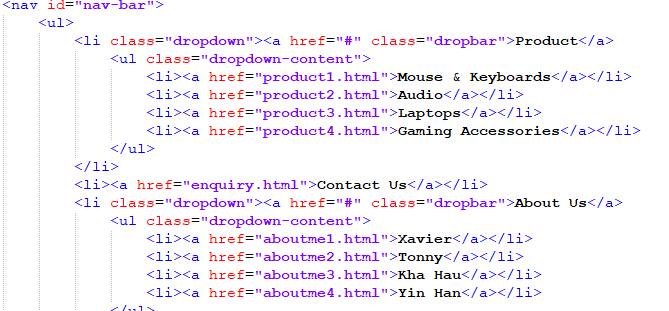 <nav id="nav-bar">
<ul>
<li class="dropdown"><a href="#" class="dropbar">Product</a>
<ul class="dropdown-content">
<li><a href="product1.html">Mouse & Keyboards</a></li>
<li><a href="product2.html">Audio</a></li>
<li><a href="product3.html">Laptops</a></li>
<li><a href="product4.html">Gaming Accessories</a></li>
</ul>
</li>
<li><a href="enquiry.html">Contact Us</a></li>
<li class="dropdown"><a href="#" class="dropbar">About Us</a>
<ul class="dropdown-content">
<li><a href="aboutme1.html">Xavier</a></li>
<li><a href="aboutme2.html">Tonny</a></li>
<li><a href="aboutme3.html">Kha Hau</a></li>
<li><a href="aboutme4.html">Yin Han</a></li>
</ul>